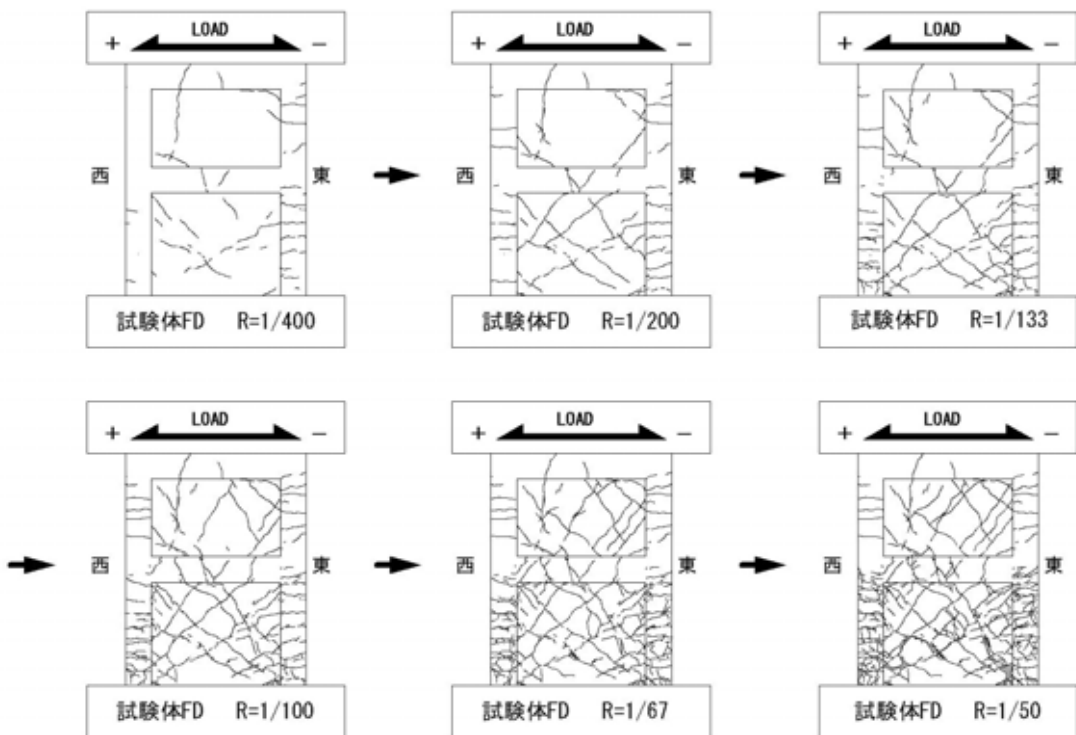 LOAD
+ −
西 東
試験体FD R=1/400
LOAD
+ −
西 東
試験体FD R=1/200
LOAD
+ −
西 東
試験体FD R=1/133
LOAD
+ −
西 東
試験体FD R=1/100
LOAD
+ −
西 東
試験体FD R=1/67
LOAD
+ −
西 東
試験体FD R=1/50